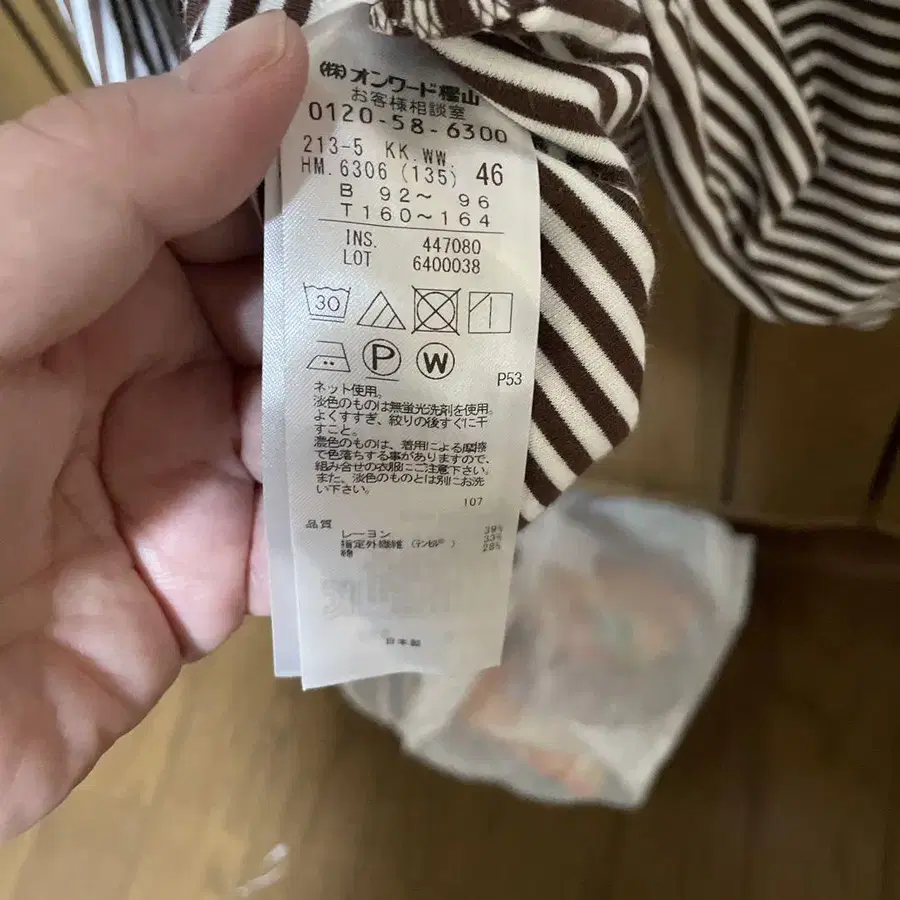 (株)オンワード樫山
お客様相談室
0120-58-6300
213-5 KK.WW.
HM.6306 (135) 46
B 92～ 96
T160～164
INS. 447080
LOT 6400038
30
P W
P53
ネット使用。
淡色のものは無蛍光洗剤を使用。
よくすすぎ、絞りの後すぐに干
すこと。
濃色のものは、着用による摩擦
で色落ちする事がありますので、
組み合せの衣服にご注意下さい。
また、淡色のものとは別にお洗
い下さい。
107
品質
レーヨン 39%
指定外繊維 (テンセル®) 33%
綿 28%
日本製